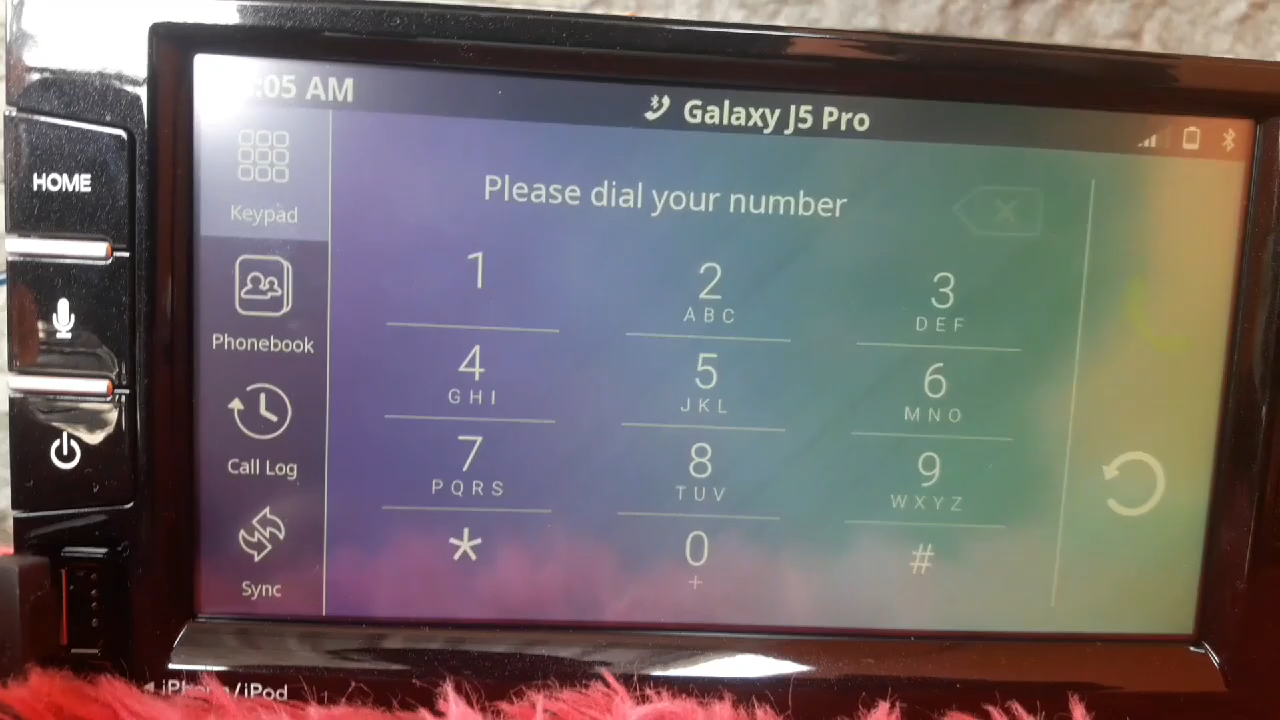 :05 AM
Galaxy J5 Pro
HOME
Keypad
Please dial your number
1
2
ABC
3
DEF
Phonebook
4
GHI
5
JKL
6
MNO
Call Log
7
PQRS
8
TUV
9
WXYZ
*
0
+
#
Sync
iPhone/iPod